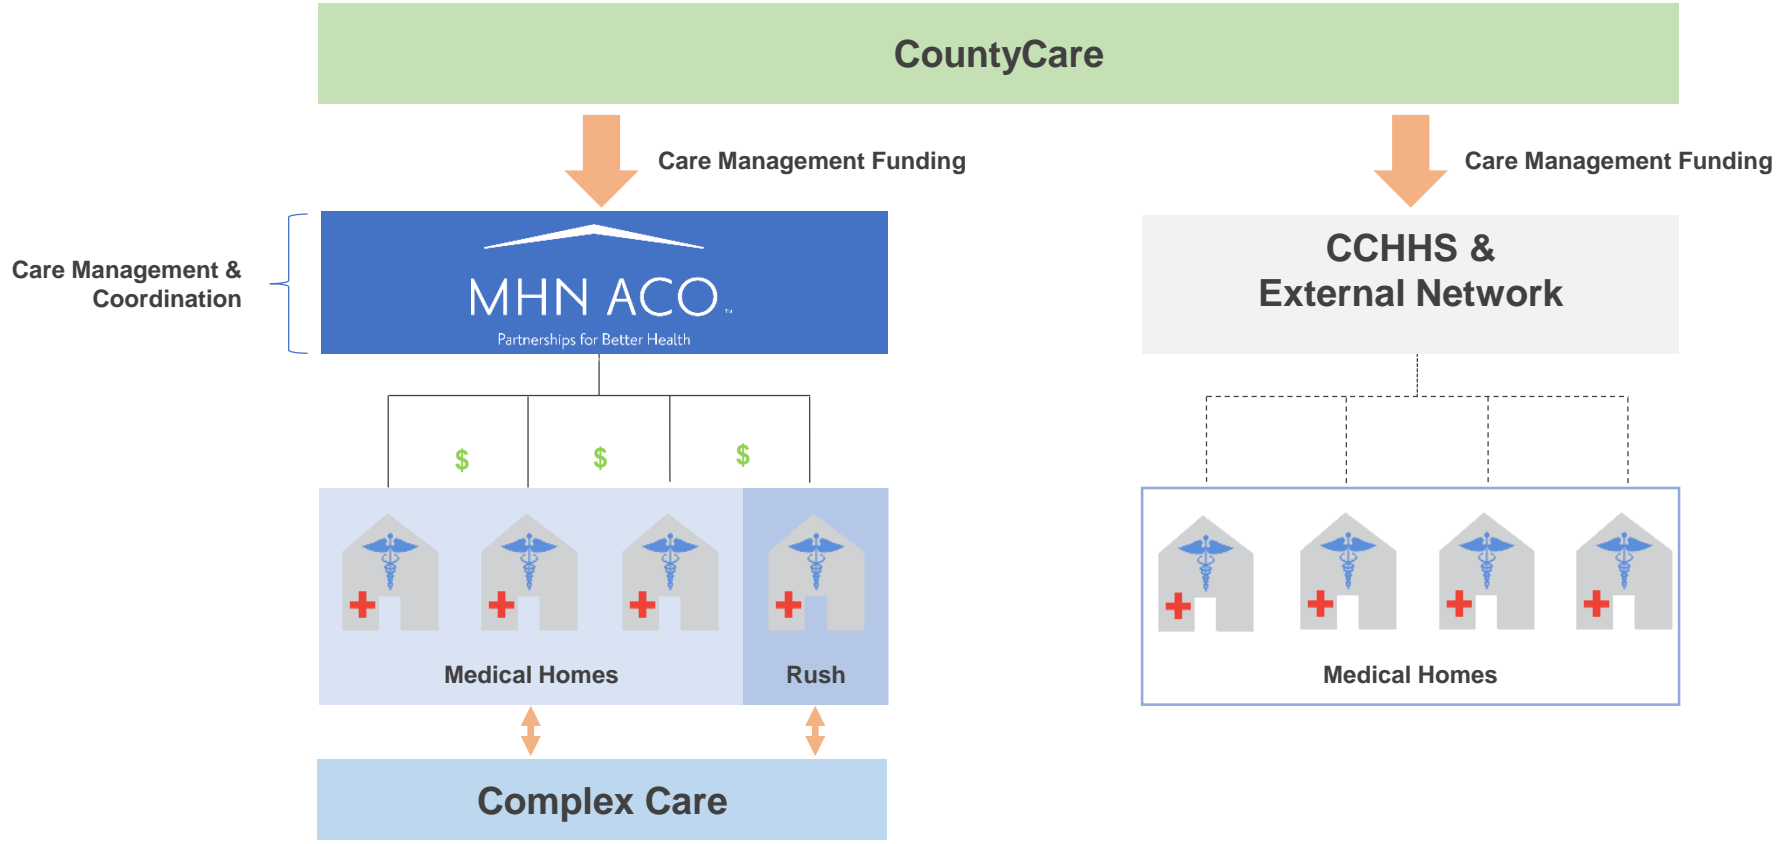 CountyCare
Care Management Funding
Care Management Funding
Care Management &
Coordination
MHN ACO™
Partnerships for Better Health
CCHHS &
External Network
$ $ $
Medical Homes
Rush
Medical Homes
Complex Care